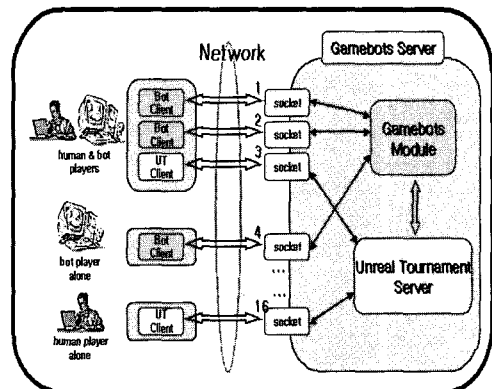 Network
Gamebots Server
Bot
Client
1
socket
Bot
Client
2
socket
UT
Client
3
socket
human & bot
players
Gamebots
Module
Bot
Client
4
socket
bot player
alone
...
...
Unreal Tournament
Server
UT
Client
16
socket
human player
alone